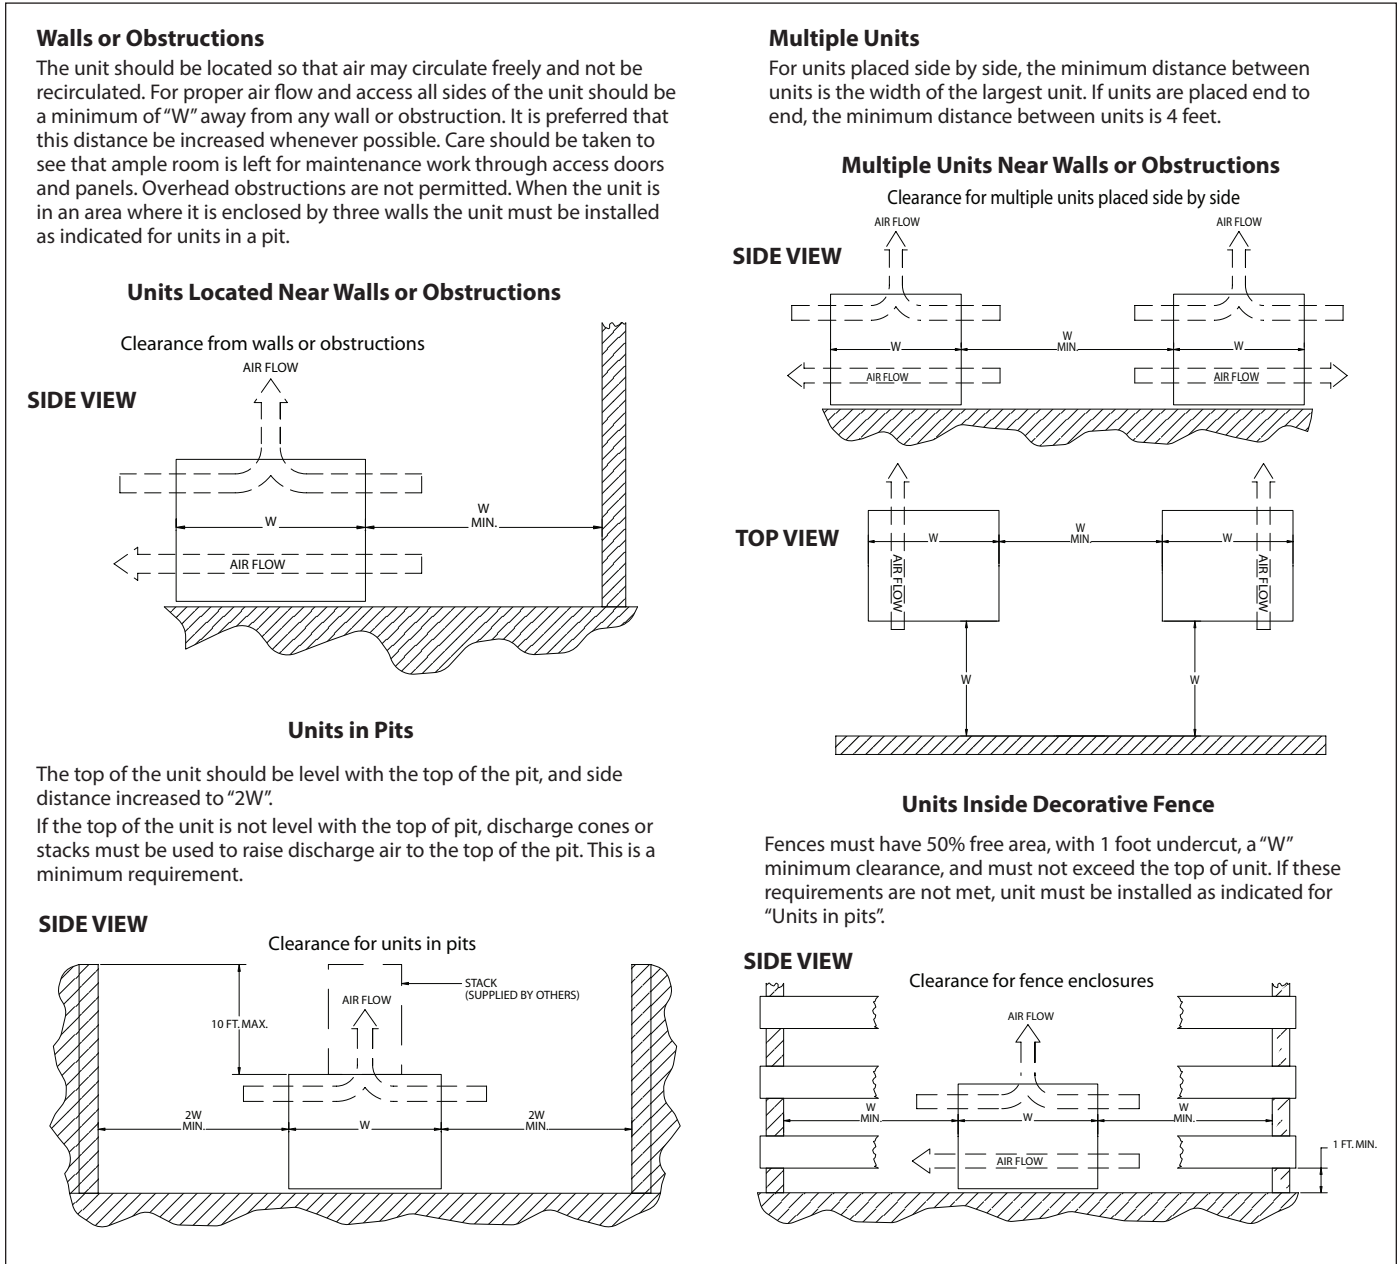 Walls or Obstructions
The unit should be located so that air may circulate freely and not be
recirculated. For proper air flow and access all sides of the unit should be
a minimum of “W” away from any wall or obstruction. It is preferred that
this distance be increased whenever possible. Care should be taken to
see that ample room is left for maintenance work through access doors
and panels. Overhead obstructions are not permitted. When the unit is
in an area where it is enclosed by three walls the unit must be installed
as indicated for units in a pit.
Units Located Near Walls or Obstructions
Clearance from walls or obstructions
AIR FLOW
SIDE VIEW
W
W
MIN.
AIR FLOW
Units in Pits
The top of the unit should be level with the top of the pit, and side
distance increased to “2W”.
If the top of the unit is not level with the top of pit, discharge cones or
stacks must be used to raise discharge air to the top of the pit. This is a
minimum requirement.
SIDE VIEW
Clearance for units in pits
STACK
(SUPPLIED BY OTHERS)
AIR FLOW
10 FT. MAX.
2W
MIN.
W
2W
MIN.
Multiple Units
For units placed side by side, the minimum distance between
units is the width of the largest unit. If units are placed end to
end, the minimum distance between units is 4 feet.
Multiple Units Near Walls or Obstructions
Clearance for multiple units placed side by side
AIR FLOW
AIR FLOW
SIDE VIEW
W
W
MIN.
W
AIR FLOW
AIR FLOW
TOP VIEW
W
W
MIN.
W
AIR FLOW
AIR FLOW
W
W
Units Inside Decorative Fence
Fences must have 50% free area, with 1 foot undercut, a “W”
minimum clearance, and must not exceed the top of unit. If these
requirements are not met, unit must be installed as indicated for
“Units in pits”.
SIDE VIEW
Clearance for fence enclosures
AIR FLOW
W
MIN.
W
W
MIN.
1 FT. MIN.
AIR FLOW